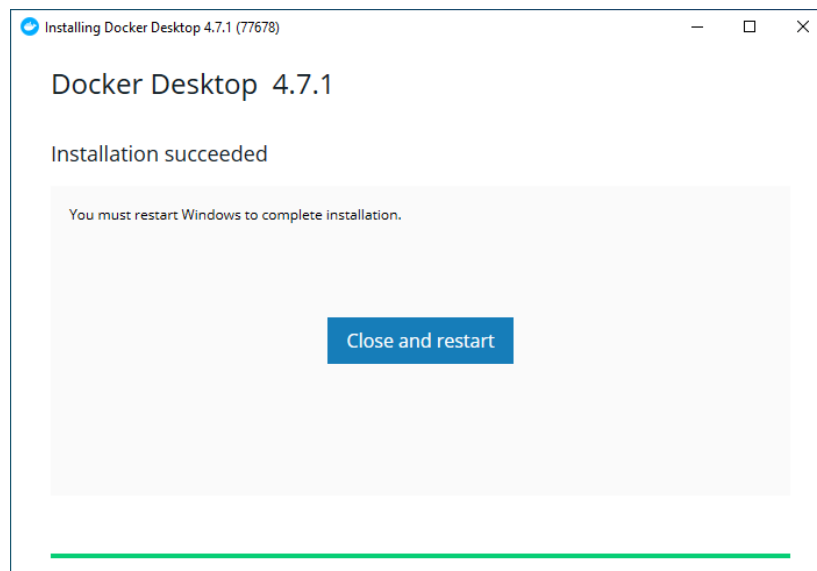 Installing Docker Desktop 4.7.1 (77678)
Docker Desktop 4.7.1
Installation succeeded
You must restart Windows to complete installation.
Close and restart